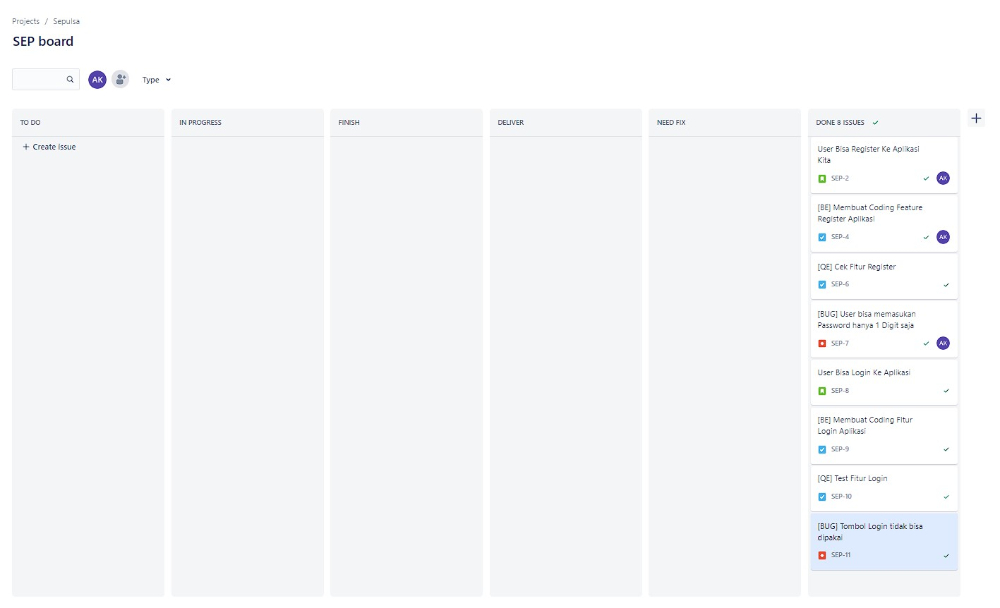 Projects / Sepulsa
SEP board
AK
Type
TO DO
+ Create issue
IN PROGRESS
FINISH
DELIVER
NEED FIX
DONE 8 ISSUES
User Bisa Register Ke Aplikasi
Kita
SEP-2
AK
[BE] Membuat Coding Feature
Register Aplikasi
SEP-4
AK
[QE] Cek Fitur Register
SEP-6
[BUG] User bisa memasukan
Password hanya 1 Digit saja
SEP-7
AK
User Bisa Login Ke Aplikasi
SEP-8
[BE] Membuat Coding FItur
Login Aplikasi
SEP-9
[QE] Test Fitur Login
SEP-10
[BUG] Tombol Login tidak bisa
dipakai
SEP-11